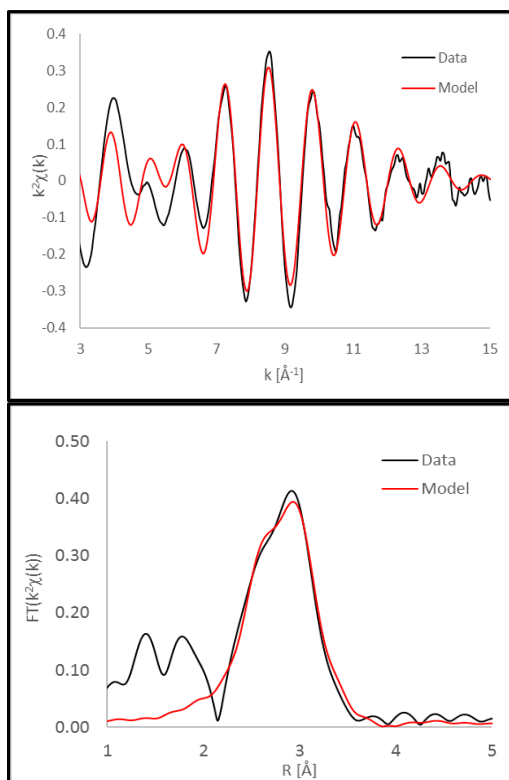 0.4
0.3
0.2
0.1
0
-0.1
-0.2
-0.3
-0.4
k²χ(k)
Data
Model
3 5 7 9 11 13 15
k [Å⁻¹]
0.50
0.40
0.30
0.20
0.10
0.00
FT(k²χ(k))
Data
Model
1 2 3 4 5
R [Å]